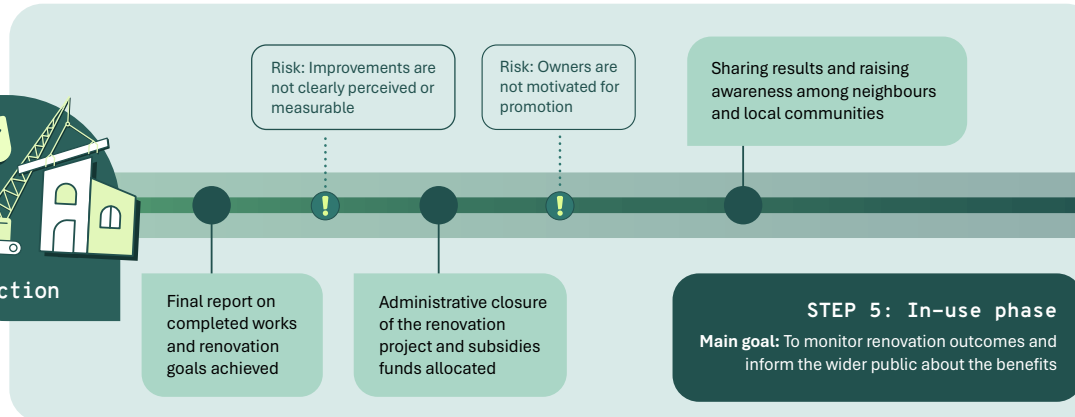 Risk: Improvements are
not clearly perceived or
measurable
Risk: Owners are
not motivated for
promotion
Sharing results and raising
awareness among neighbours
and local communities
!
!
ction
Final report on
completed works
and renovation
goals achieved
Administrative closure
of the renovation
project and subsidies
funds allocated
STEP 5: In-use phase
Main goal: To monitor renovation outcomes and
inform the wider public about the benefits